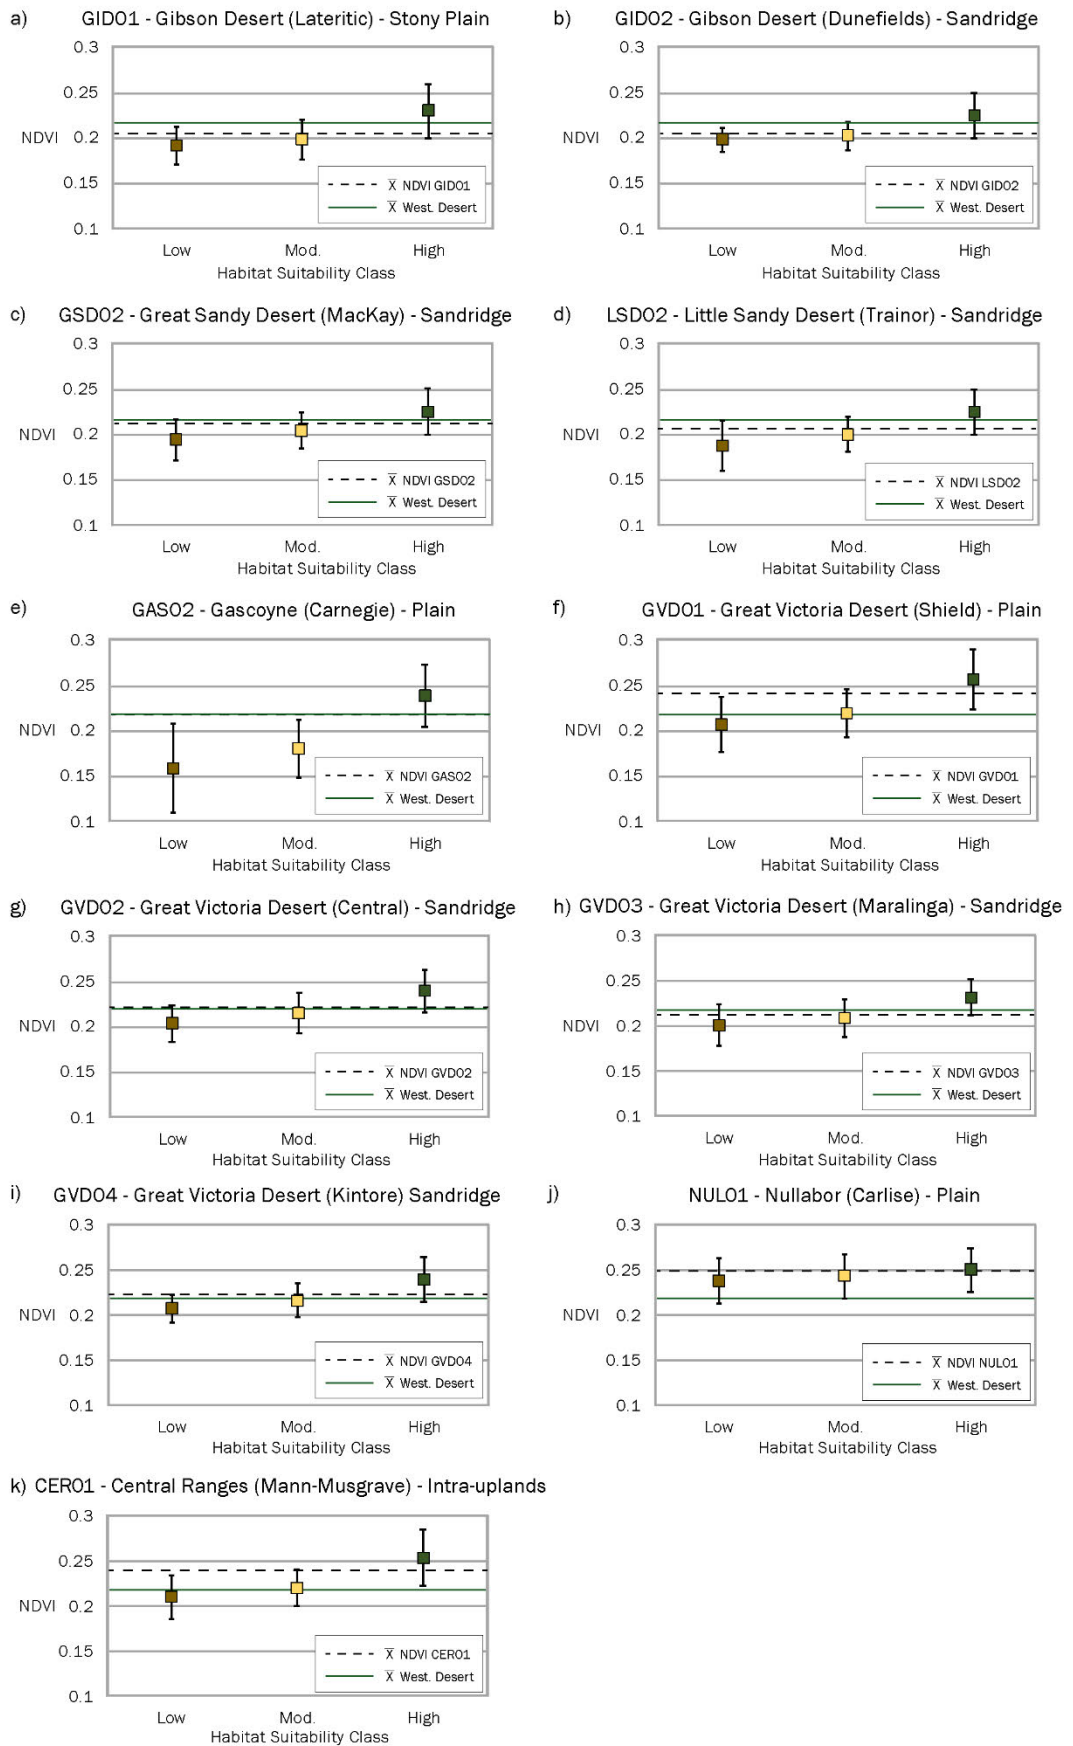 a) GID01 - Gibson Desert (Lateritic) - Stony Plain
0.3
0.25
NDVI 0.2
0.15
0.1
X̅ NDVI GID01
X̅ West. Desert
Low Mod. High
Habitat Suitability Class
b) GID02 - Gibson Desert (Dunefields) - Sandridge
0.3
0.25
NDVI 0.2
0.15
0.1
X̅ NDVI GID02
X̅ West. Desert
Low Mod. High
Habitat Suitability Class
c) GSD02 - Great Sandy Desert (MacKay) - Sandridge
0.3
0.25
NDVI 0.2
0.15
0.1
X̅ NDVI GSD02
X̅ West. Desert
Low Mod. High
Habitat Suitability Class
d) LSD02 - Little Sandy Desert (Trainor) - Sandridge
0.3
0.25
NDVI 0.2
0.15
0.1
X̅ NDVI LSD02
X̅ West. Desert
Low Mod. High
Habitat Suitability Class
e) GAS02 - Gascoyne (Carnegie) - Plain
0.3
0.25
NDVI 0.2
0.15
0.1
X̅ NDVI GAS02
X̅ West. Desert
Low Mod. High
Habitat Suitability Class
f) GVD01 - Great Victoria Desert (Shield) - Plain
0.3
0.25
NDVI 0.2
0.15
0.1
X̅ NDVI GVD01
X̅ West. Desert
Low Mod. High
Habitat Suitability Class
g) GVD02 - Great Victoria Desert (Central) - Sandridge
0.3
0.25
NDVI 0.2
0.15
0.1
X̅ NDVI GVD02
X̅ West. Desert
Low Mod. High
Habitat Suitability Class
h) GVD03 - Great Victoria Desert (Maralinga) - Sandridge
0.3
0.25
NDVI 0.2
0.15
0.1
X̅ NDVI GVD03
X̅ West. Desert
Low Mod. High
Habitat Suitability Class
i) GVD04 - Great Victoria Desert (Kintore) Sandridge
0.3
0.25
NDVI 0.2
0.15
0.1
X̅ NDVI GVD04
X̅ West. Desert
Low Mod. High
Habitat Suitability Class
j) NUL01 - Nullabor (Carlise) - Plain
0.3
0.25
NDVI 0.2
0.15
0.1
X̅ NDVI NUL01
X̅ West. Desert
Low Mod. High
Habitat Suitability Class
k) CER01 - Central Ranges (Mann-Musgrave) - Intra-uplands
0.3
0.25
NDVI 0.2
0.15
0.1
X̅ NDVI CER01
X̅ West. Desert
Low Mod. High
Habitat Suitability Class